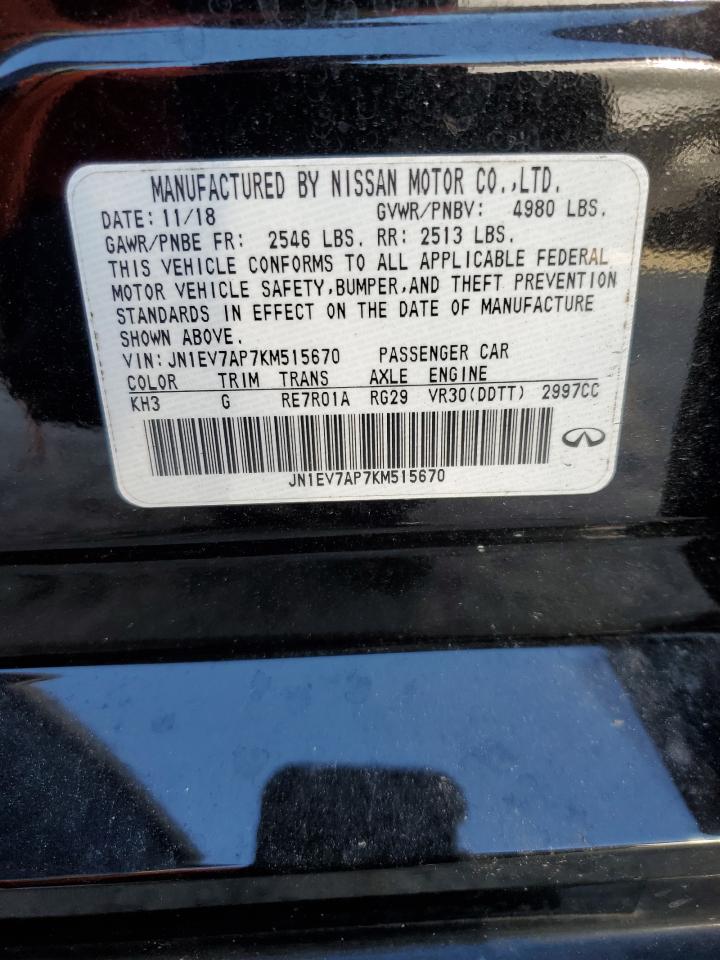 MANUFACTURED BY NISSAN MOTOR CO.,LTD.
DATE: 11/18 GVWR/PNBV: 4980 LBS.
GAWR/PNBE FR: 2546 LBS. RR: 2513 LBS.
THIS VEHICLE CONFORMS TO ALL APPLICABLE FEDERAL
MOTOR VEHICLE SAFETY,BUMPER,AND THEFT PREVENTION
STANDARDS IN EFFECT ON THE DATE OF MANUFACTURE
SHOWN ABOVE.
VIN: JN1EV7AP7KM515670 PASSENGER CAR
COLOR TRIM TRANS AXLE ENGINE
KH3 G RE7R01A RG29 VR30(DDTT) 2997CC
JN1EV7AP7KM515670